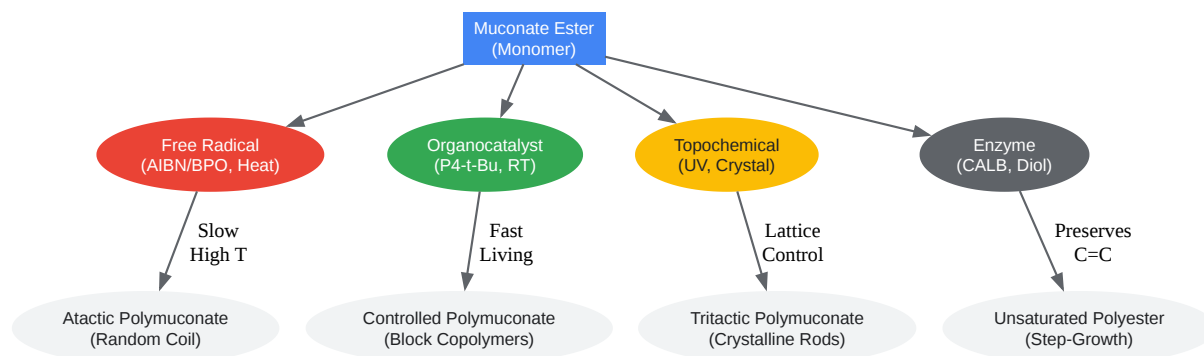 Muconate Ester
(Monomer)
Free Radical
(AIBN/BPO, Heat)
Organocatalyst
(P4-t-Bu, RT)
Topochemical
(UV, Crystal)
Enzyme
(CALB, Diol)
Slow
High T
Fast
Living
Lattice
Control
Preserves
C=C
Atactic Polymuconate
(Random Coil)
Controlled Polymuconate
(Block Copolymers)
Tritactic Polymuconate
(Crystalline Rods)
Unsaturated Polyester
(Step-Growth)